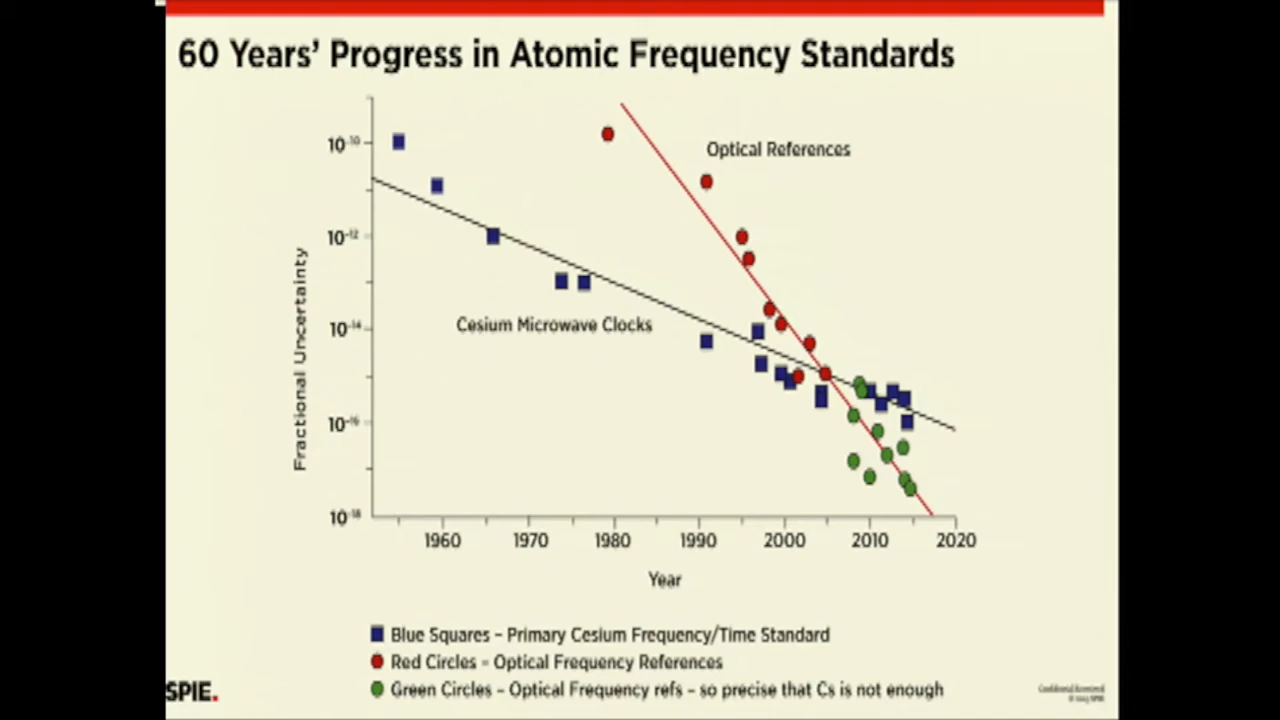 60 Years' Progress in Atomic Frequency Standards
Optical References
Cesium Microwave Clocks
Fractional Uncertainty
10⁻¹⁰
10⁻¹²
10⁻¹⁴
10⁻¹⁶
10⁻¹⁸
1960 1970 1980 1990 2000 2010 2020
Year
Blue Squares – Primary Cesium Frequency/Time Standard
Red Circles – Optical Frequency References
Green Circles – Optical Frequency refs – so precise that Cs is not enough
SPIE.